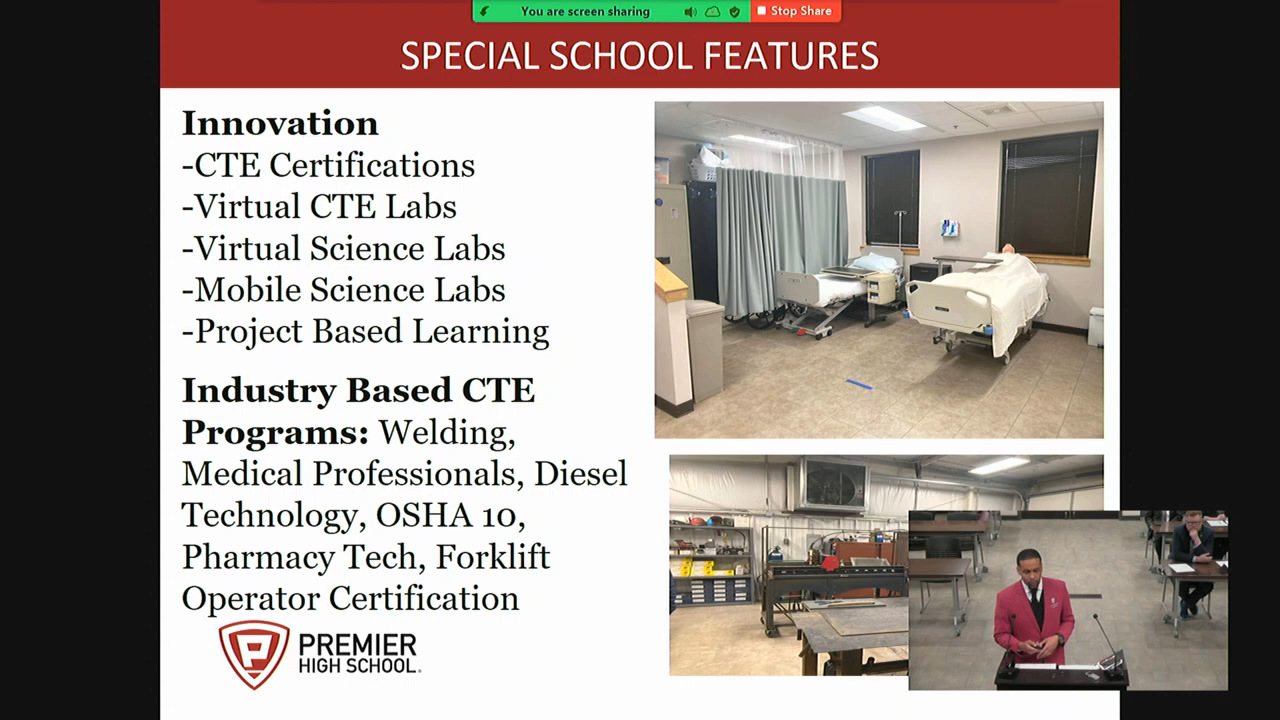 You are screen sharing
Stop Share
SPECIAL SCHOOL FEATURES
Innovation
-CTE Certifications
-Virtual CTE Labs
-Virtual Science Labs
-Mobile Science Labs
-Project Based Learning
Industry Based CTE
Programs: Welding,
Medical Professionals, Diesel
Technology, OSHA 10,
Pharmacy Tech, Forklift
Operator Certification
P
PREMIER
HIGH SCHOOL®